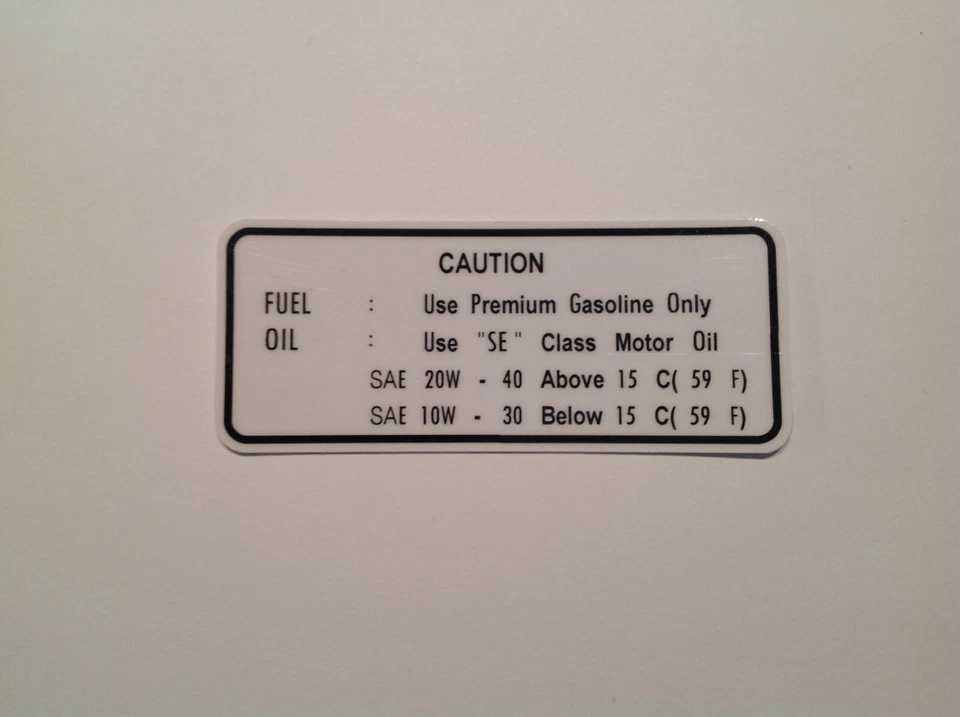 CAUTION
FUEL : Use Premium Gasoline Only
OIL : Use "SE" Class Motor Oil
SAE 20W - 40 Above 15 C( 59 F)
SAE 10W - 30 Below 15 C( 59 F)